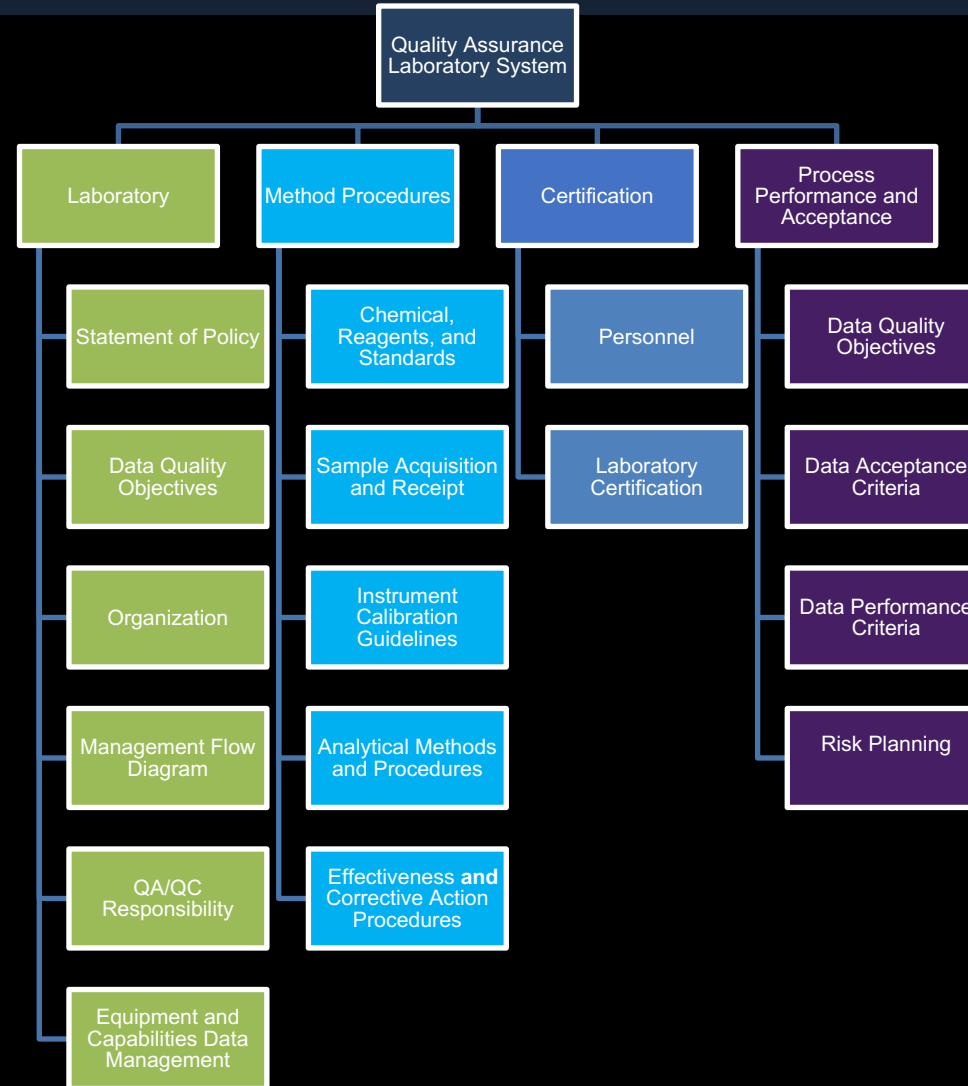 Quality Assurance
Laboratory System
Laboratory
Method Procedures
Certification
Process
Performance and
Acceptance
Statement of Policy
Data Quality
Objectives
Organization
Management Flow
Diagram
QA/QC
Responsibility
Equipment and
Capabilities Data
Management
Chemical,
Reagents, and
Standards
Sample Acquisition
and Receipt
Instrument
Calibration
Guidelines
Analytical Methods
and Procedures
Effectiveness and
Corrective Action
Procedures
Personnel
Laboratory
Certification
Data Quality
Objectives
Data Acceptance
Criteria
Data Performance
Criteria
Risk Planning